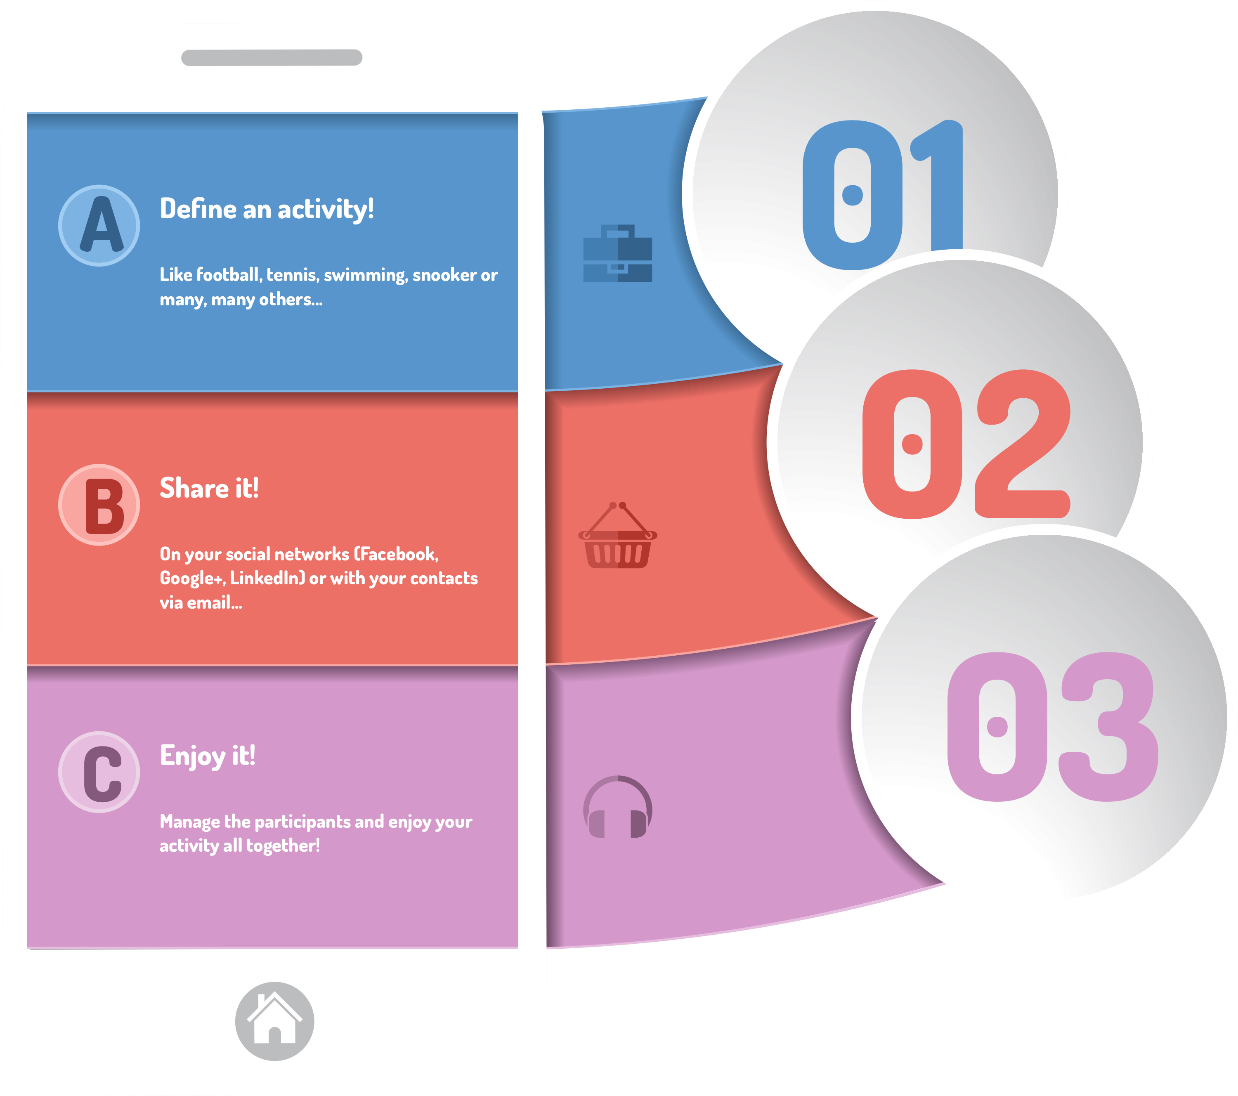 01
A
Define an activity!
Like football, tennis, swimming, snooker or
many, many others...
02
B
Share it!
On your social networks (Facebook,
Google+, LinkedIn) or with your contacts
via email...
03
C
Enjoy it!
Manage the participants and enjoy your
activity all together!